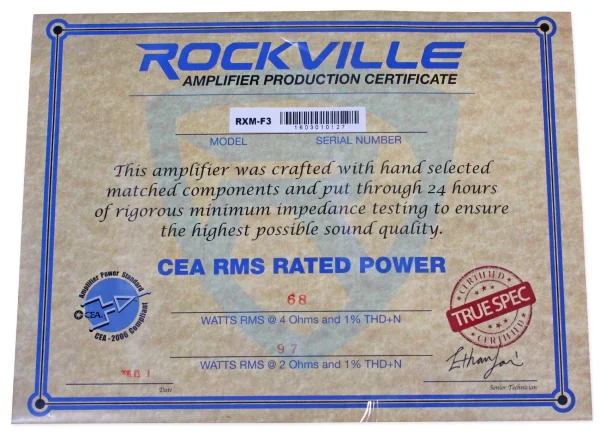 ROCKVILLE
AMPLIFIER PRODUCTION CERTIFICATE
RXM-F3
1603010127
MODEL SERIAL NUMBER
This amplifier was crafted with hand selected
matched components and put through 24 hours
of rigorous minimum impedance testing to ensure
the highest possible sound quality.
CEA RMS RATED POWER
Amplifier Power Standard
CEA
CEA-2006 Compliant
68
WATTS RMS @ 4 Ohms and 1% THD+N
97
WATTS RMS @ 2 Ohms and 1% THD+N
CERTIFIED
TRUE SPEC
CERTIFIED
Date
Senior Technician